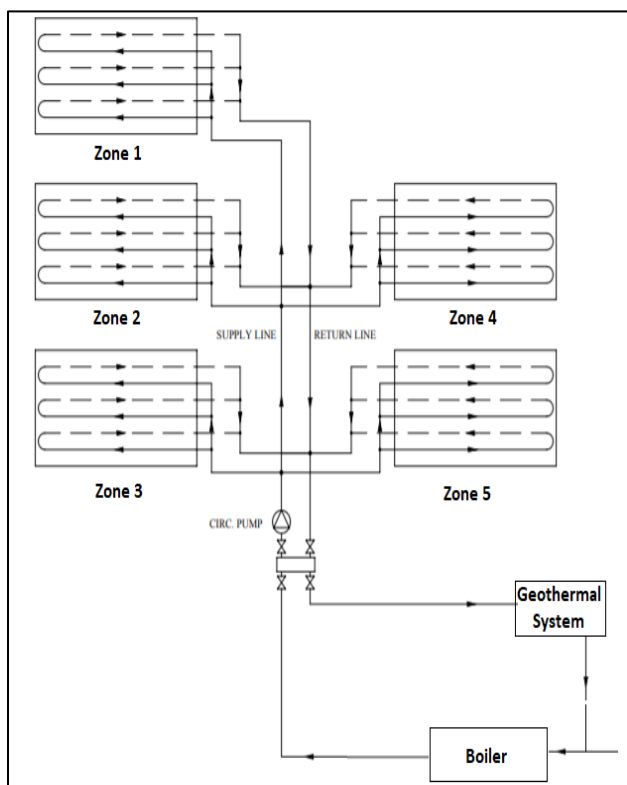 Zone 1
Zone 2
Zone 4
SUPPLY LINE
RETURN LINE
Zone 3
Zone 5
CIRC. PUMP
Geothermal
System
Boiler